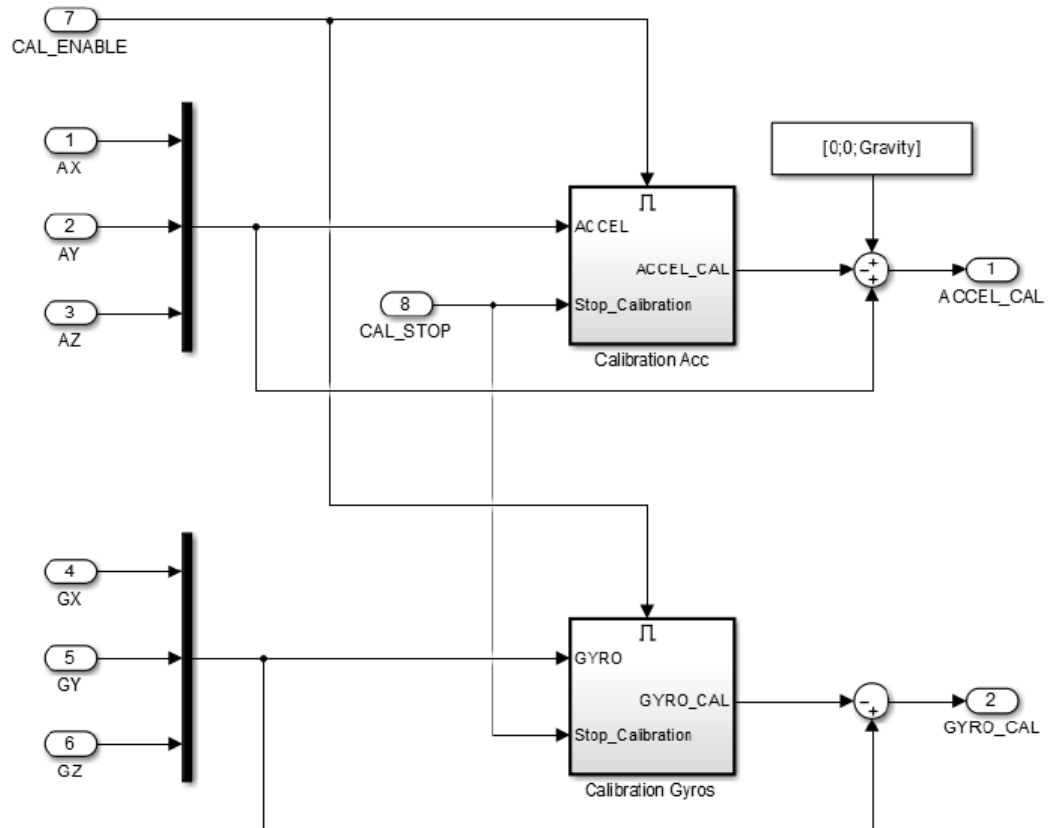 7
CAL_ENABLE
1
AX
2
AY
3
AZ
[0;0;Gravity]
ACCEL
ACCEL_CAL
Stop_Calibration
Calibration Acc
8
CAL_STOP
- + +
1
ACCEL_CAL
4
GX
5
GY
6
GZ
GYRO
GYRO_CAL
Stop_Calibration
Calibration Gyros
- +
2
GYRO_CAL